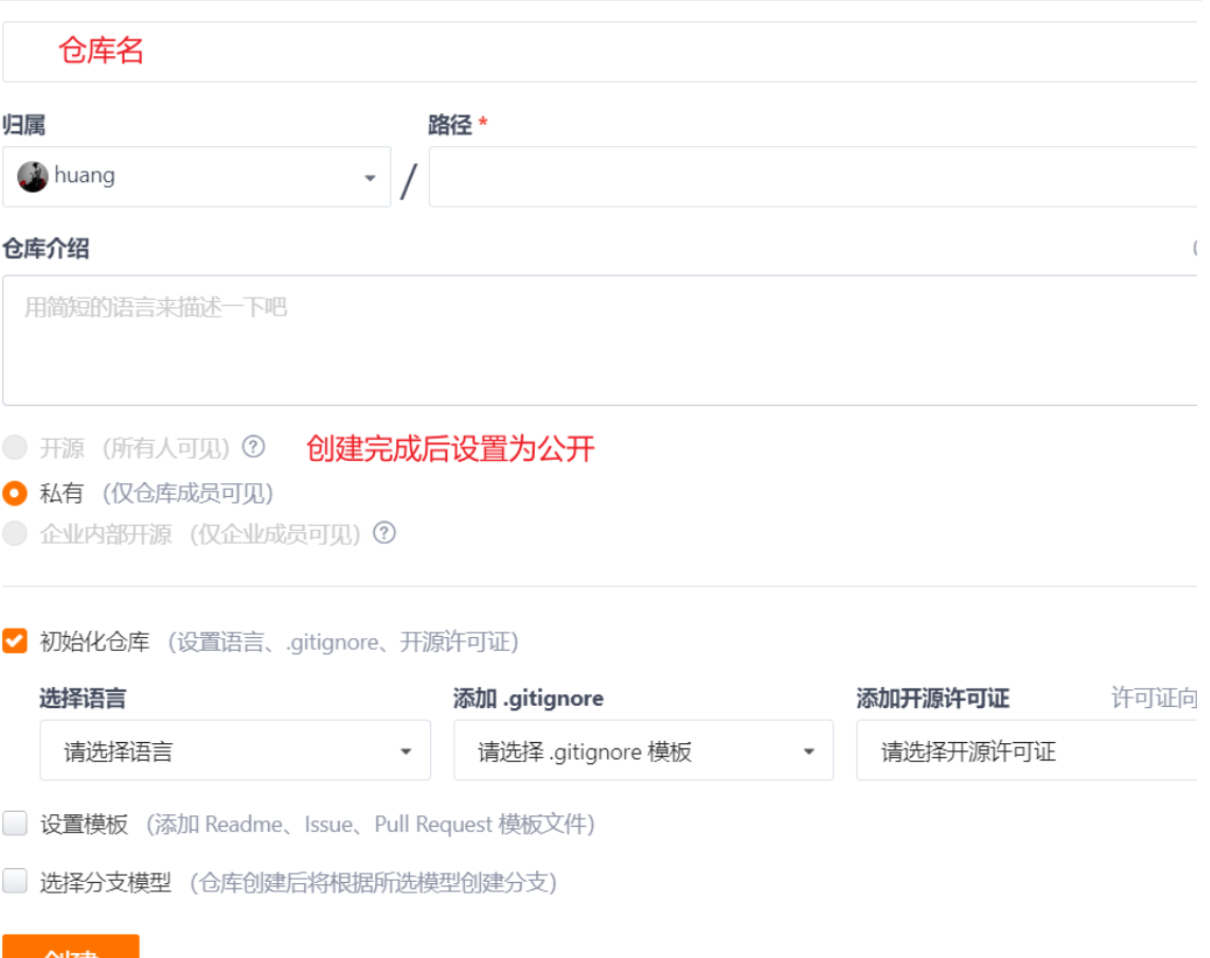 仓库名
归属 路径 *
huang /
仓库介绍
用简短的语言来描述一下吧
开源 (所有人可见) ? 创建完成后设置为公开
私有 (仅仓库成员可见)
企业内部开源 (仅企业成员可见) ?
初始化仓库 (设置语言、.gitignore、开源许可证)
选择语言 添加 .gitignore 添加开源许可证 许可证向
请选择语言 请选择 .gitignore 模板 请选择开源许可证
设置模板 (添加 Readme、Issue、Pull Request 模板文件)
选择分支模型 (仓库创建后将根据所选模型创建分支)
创建